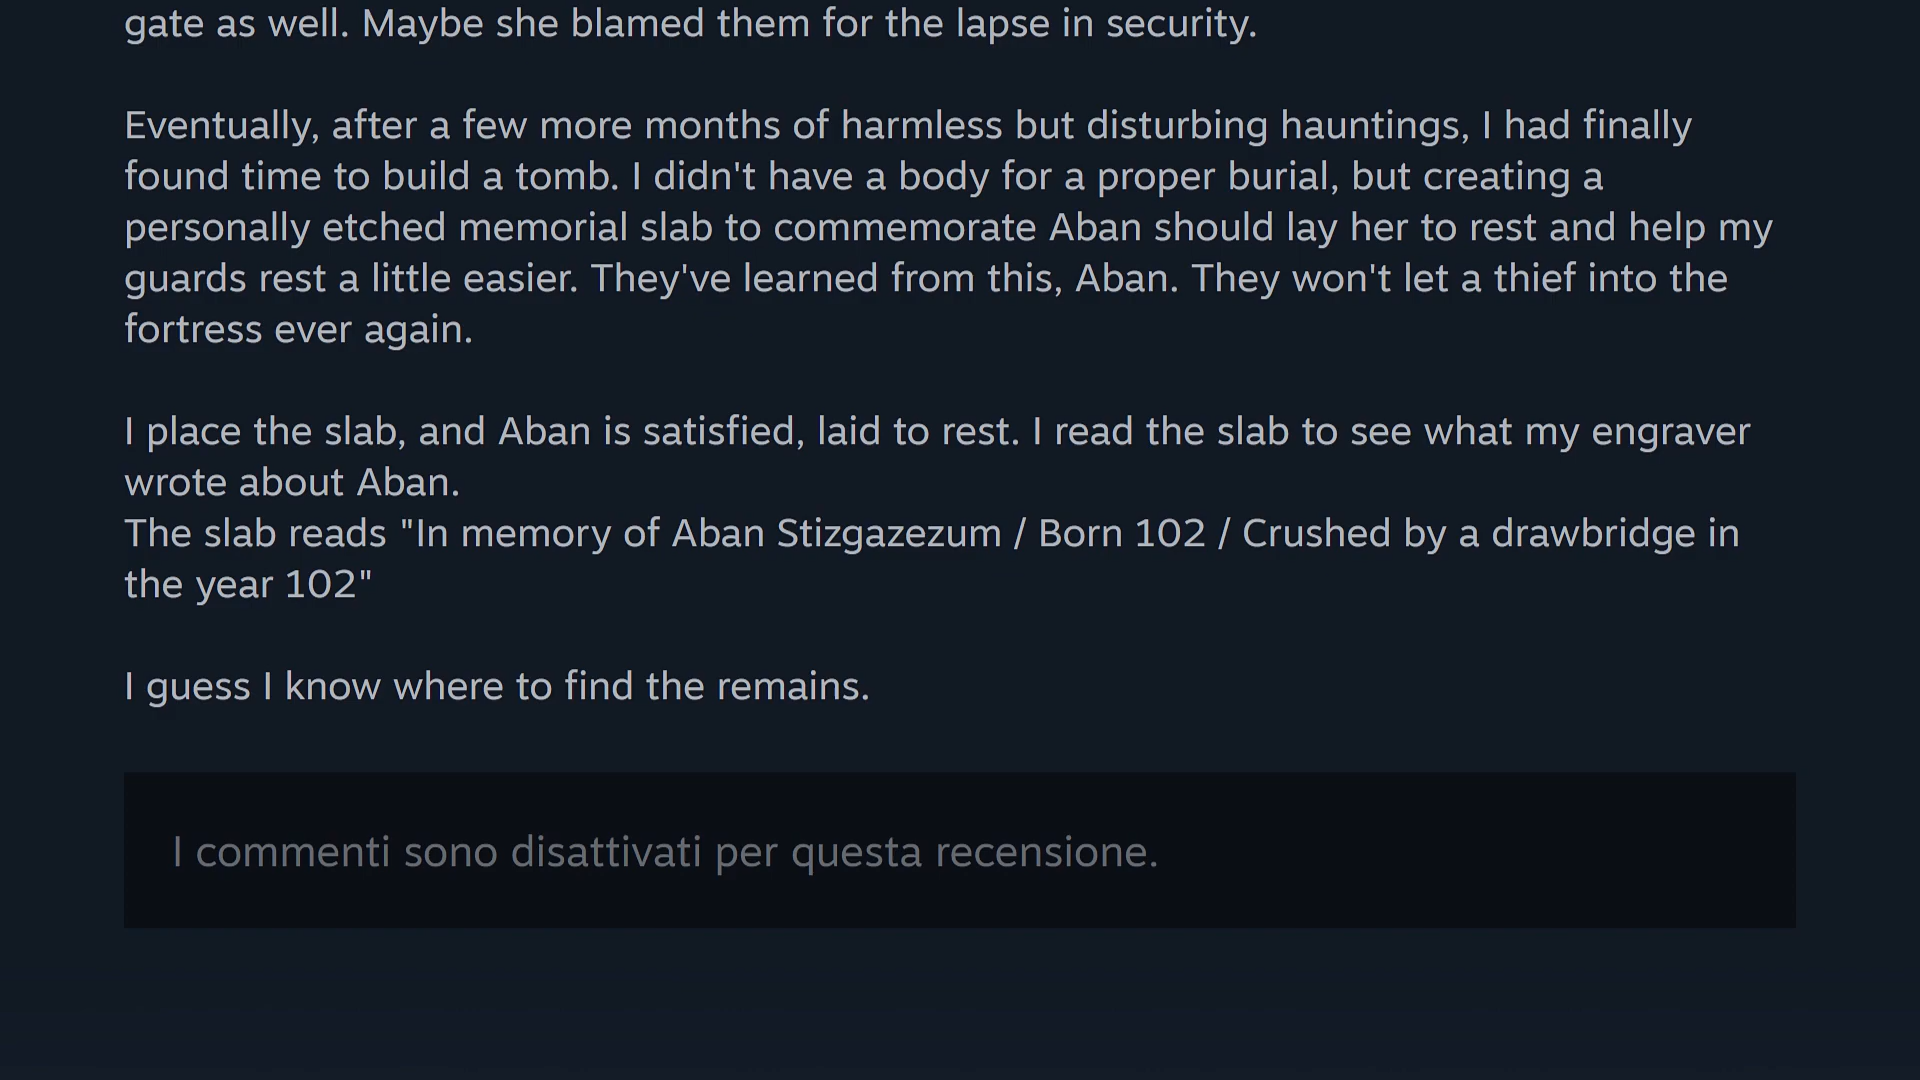 gate as well. Maybe she blamed them for the lapse in security.
Eventually, after a few more months of harmless but disturbing hauntings, I had finally
found time to build a tomb. I didn't have a body for a proper burial, but creating a
personally etched memorial slab to commemorate Aban should lay her to rest and help my
guards rest a little easier. They've learned from this, Aban. They won't let a thief into the
fortress ever again.
I place the slab, and Aban is satisfied, laid to rest. I read the slab to see what my engraver
wrote about Aban.
The slab reads "In memory of Aban Stizgazezum / Born 102 / Crushed by a drawbridge in
the year 102"
I guess I know where to find the remains.
I commenti sono disattivati per questa recensione.